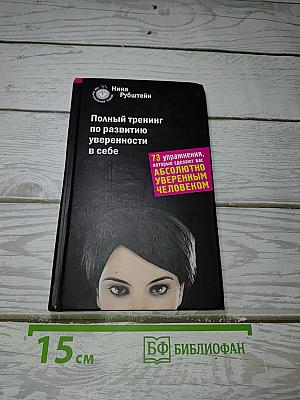 Нина
Рубштейн
Полный тренинг
по развитию
уверенности
в себе
73 упражнения,
которые сделают вас
АБСОЛЮТНО
УВЕРЕННЫМ
ЧЕЛОВЕКОМ
15 см
БФ БИБЛИОФАН